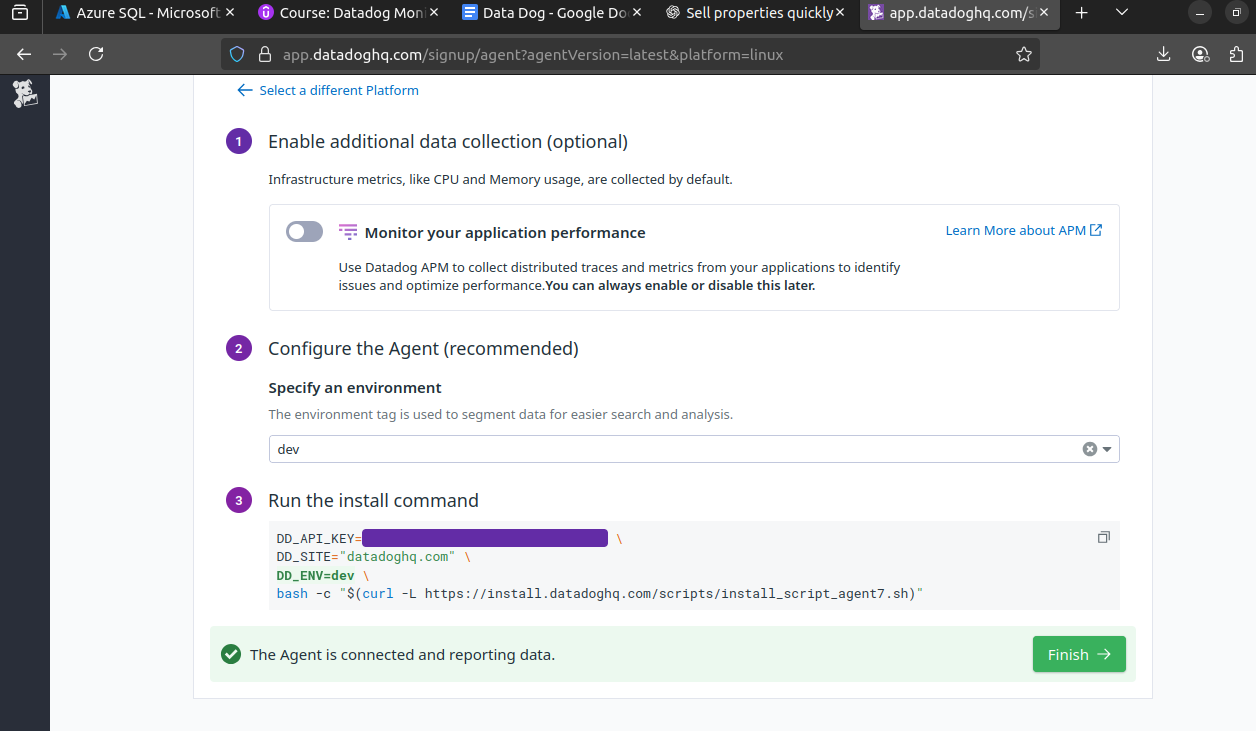 Azure SQL - Microsoft
Course: Datadog Moni
Data Dog - Google Do
Sell properties quickly
app.datadoghq.com/s
app.datadoghq.com/signup/agent?agentVersion=latest&platform=linux
Select a different Platform
1 Enable additional data collection (optional)
Infrastructure metrics, like CPU and Memory usage, are collected by default.
Monitor your application performance
Learn More about APM
Use Datadog APM to collect distributed traces and metrics from your applications to identify
issues and optimize performance.You can always enable or disable this later.
2 Configure the Agent (recommended)
Specify an environment
The environment tag is used to segment data for easier search and analysis.
dev
3 Run the install command
DD_API_KEY= \
DD_SITE="datadoghq.com" \
DD_ENV=dev \
bash -c "$(curl -L https://install.datadoghq.com/scripts/install_script_agent7.sh)"
The Agent is connected and reporting data.
Finish